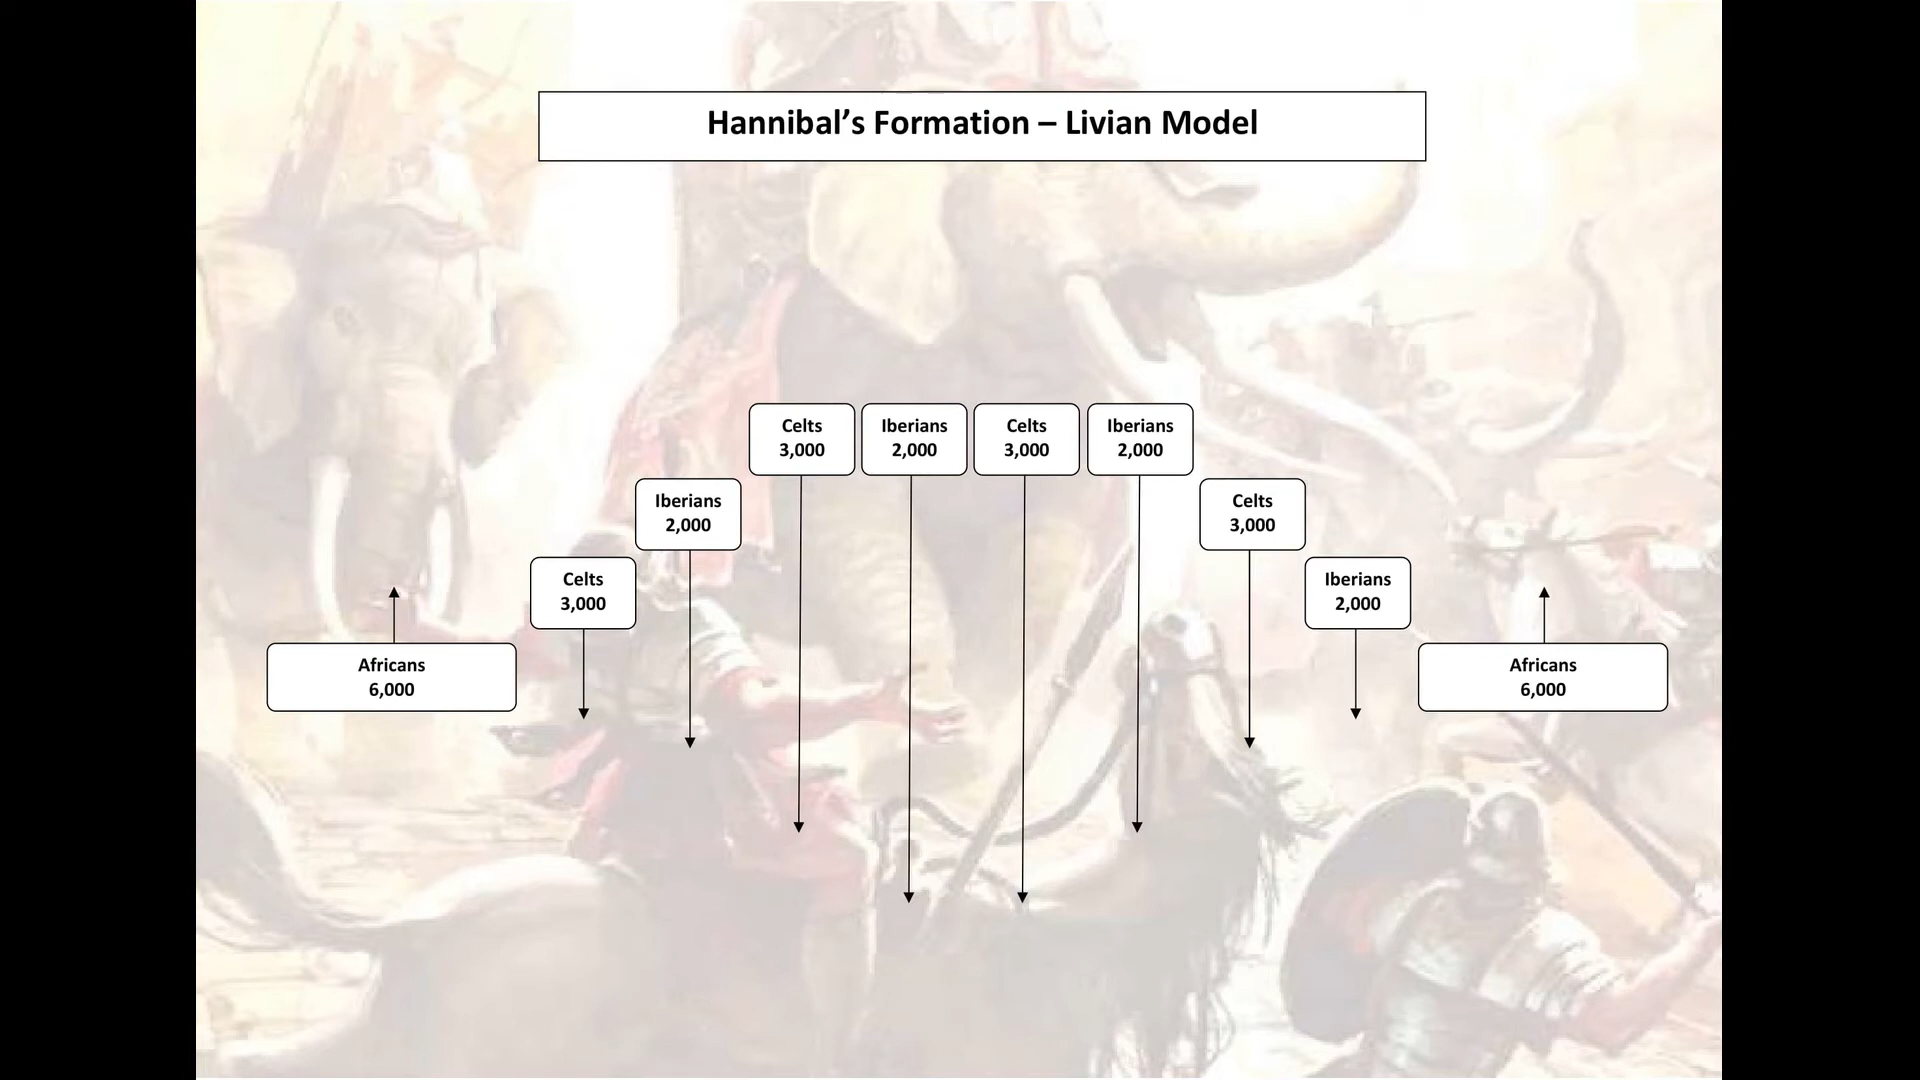 Hannibal’s Formation – Livian Model
Celts
3,000
Iberians
2,000
Celts
3,000
Iberians
2,000
Iberians
2,000
Celts
3,000
Celts
3,000
Iberians
2,000
Africans
6,000
Africans
6,000